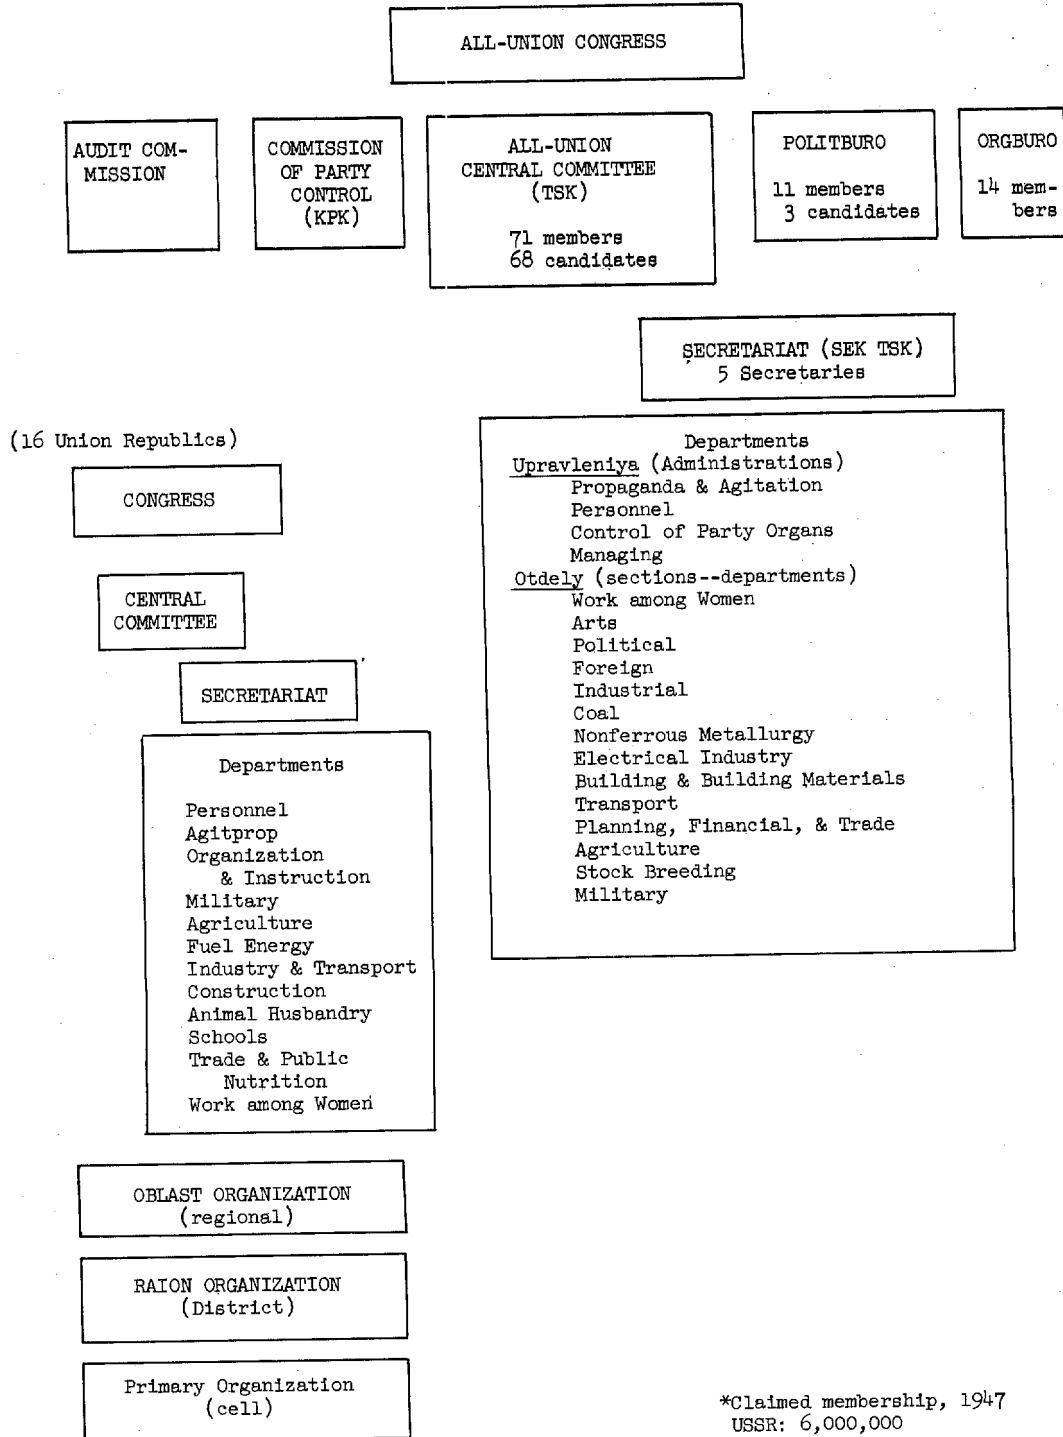 ALL-UNION CONGRESS
AUDIT COM-
MISSION
COMMISSION
OF PARTY
CONTROL
(KPK)
ALL-UNION
CENTRAL COMMITTEE
(TSK)
71 members
68 candidates
POLITBURO
11 members
3 candidates
ORGBURO
14 mem-
bers
SECRETARIAT (SEK TSK)
5 Secretaries
Departments
Upravleniya (Administrations)
Propaganda & Agitation
Personnel
Control of Party Organs
Managing
Otdely (sections--departments)
Work among Women
Arts
Political
Foreign
Industrial
Coal
Nonferrous Metallurgy
Electrical Industry
Building & Building Materials
Transport
Planning, Financial, & Trade
Agriculture
Stock Breeding
Military
(16 Union Republics)
CONGRESS
CENTRAL
COMMITTEE
SECRETARIAT
Departments
Personnel
Agitprop
Organization
& Instruction
Military
Agriculture
Fuel Energy
Industry & Transport
Construction
Animal Husbandry
Schools
Trade & Public
Nutrition
Work among Women
OBLAST ORGANIZATION
(regional)
RAION ORGANIZATION
(District)
Primary Organization
(cell)
*Claimed membership, 1947
USSR: 6,000,000